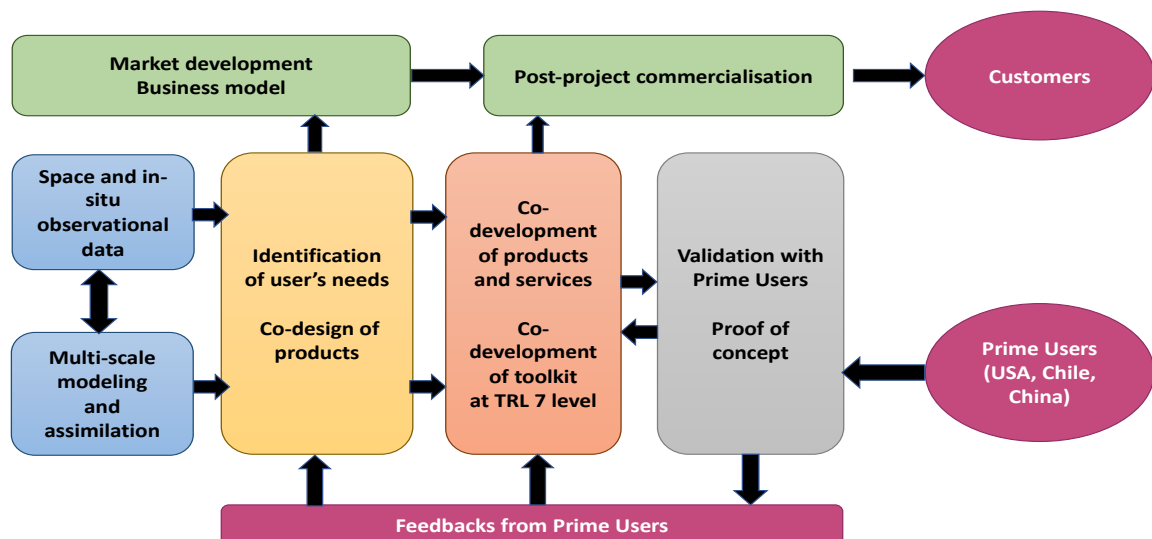 Market development
Business model
Post-project commercialisation
Customers
Space and in-
situ
observational
data
Multi-scale
modeling
and
assimilation
Identification
of user’s needs
Co-design of
products
Co-
development
of products
and services
Co-
development
of toolkit
at TRL 7 level
Validation with
Prime Users
Proof of
concept
Prime Users
(USA, Chile,
China)
Feedbacks from Prime Users